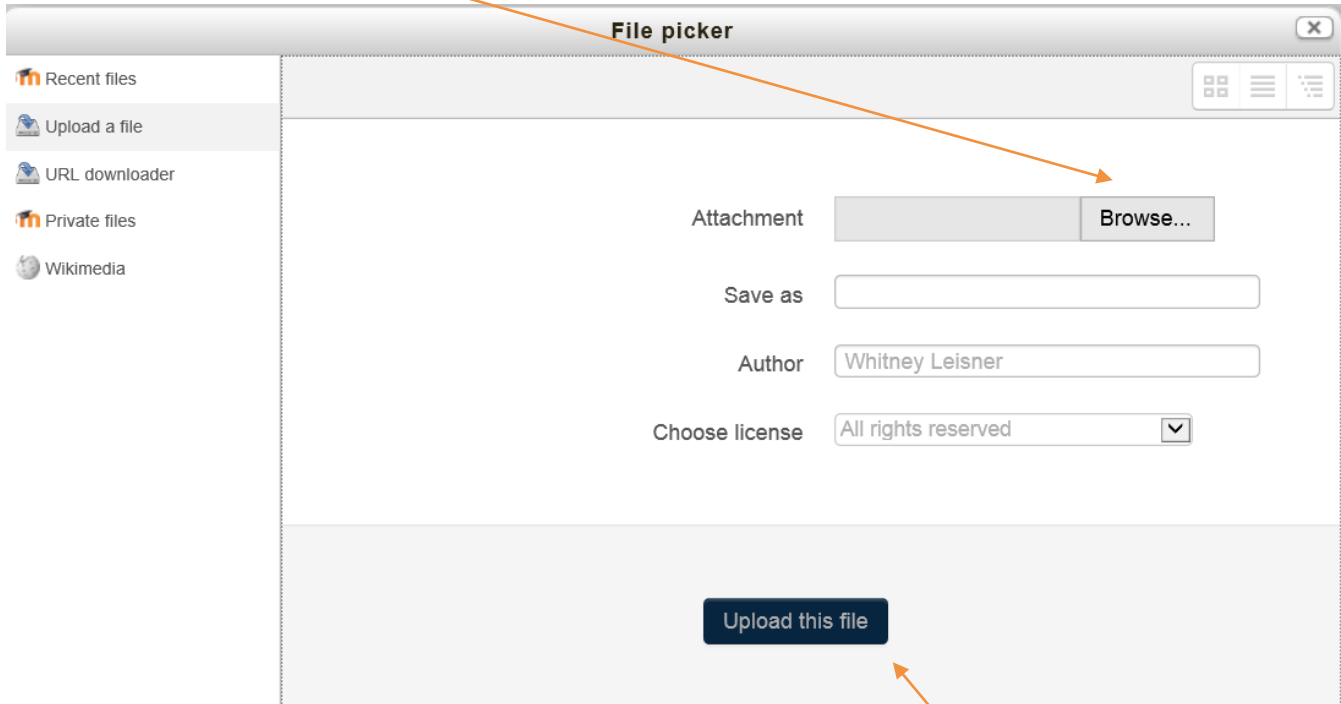 File picker
Recent files
Upload a file
URL downloader
Private files
Wikimedia
Attachment Browse...
Save as
Author Whitney Leisner
Choose license All rights reserved
Upload this file